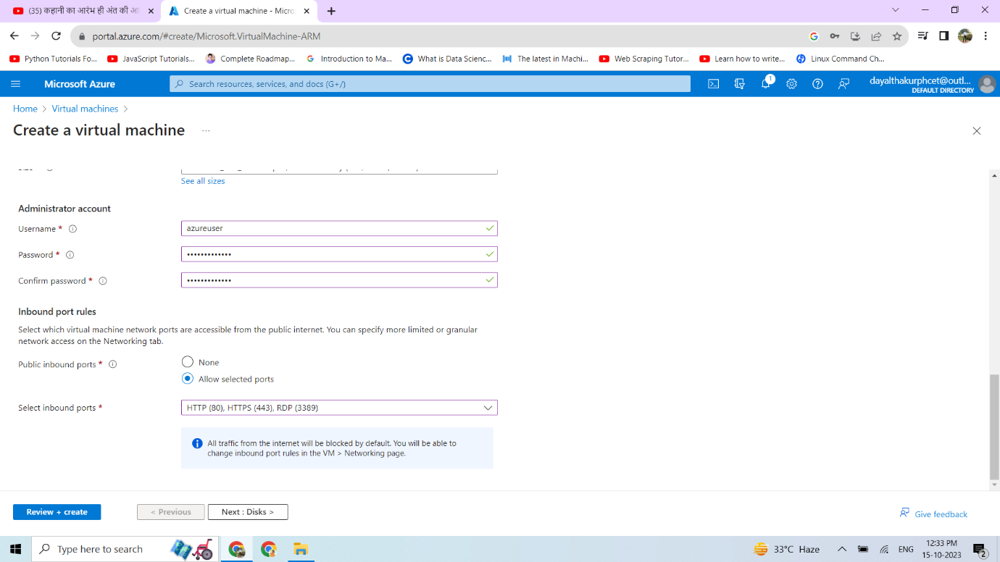 (35) कहानी का आरंभ ही अंत की
Create a virtual machine - Micro
portal.azure.com/#create/Microsoft.VirtualMachine-ARM
Python Tutorials Fo...
JavaScript Tutorials...
Complete Roadmap...
Introduction to Ma...
What is Data Scienc...
The latest in Machi...
Web Scraping Tutor...
Learn how to write...
Linux Command Ch...
Microsoft Azure
Search resources, services, and docs (G+/)
1
dayalthakurphcet@outl...
DEFAULT DIRECTORY
Home > Virtual machines >
Create a virtual machine ...
See all sizes
Administrator account
Username *
azureuser
Password *
Confirm password *
Inbound port rules
Select which virtual machine network ports are accessible from the public internet. You can specify more limited or granular
network access on the Networking tab.
Public inbound ports *
None
Allow selected ports
Select inbound ports *
HTTP (80), HTTPS (443), RDP (3389)
All traffic from the internet will be blocked by default. You will be able to
change inbound port rules in the VM > Networking page.
Review + create
< Previous
Next : Disks >
Give feedback
Type here to search
33°C Haze
ENG
12:33 PM
15-10-2023
2